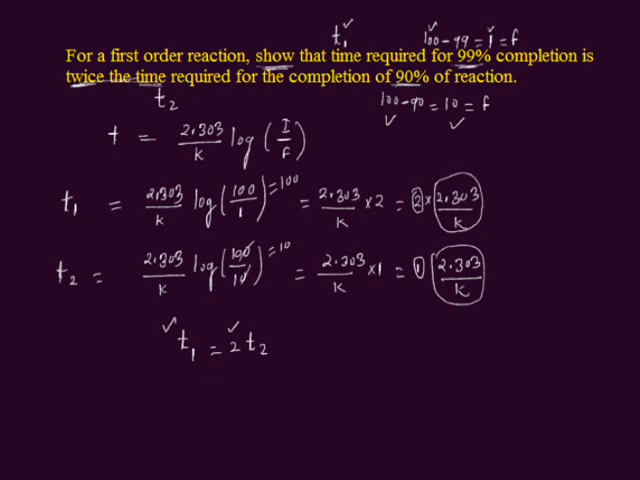 t₁ 100 - 99 = 1 = f
For a first order reaction, show that time required for 99% completion is
twice the time required for the completion of 90% of reaction.
t₂ 100 - 90 = 10 = f
t = 2.303/k log (I/f)
t₁ = 2.303/k log (100/1) = 100 = 2.303/k × 2 = 2 × 2.303/k
t₂ = 2.303/k log (100/10) = 10 = 2.303/k × 1 = 1 2.303/k
t₁ = 2 t₂